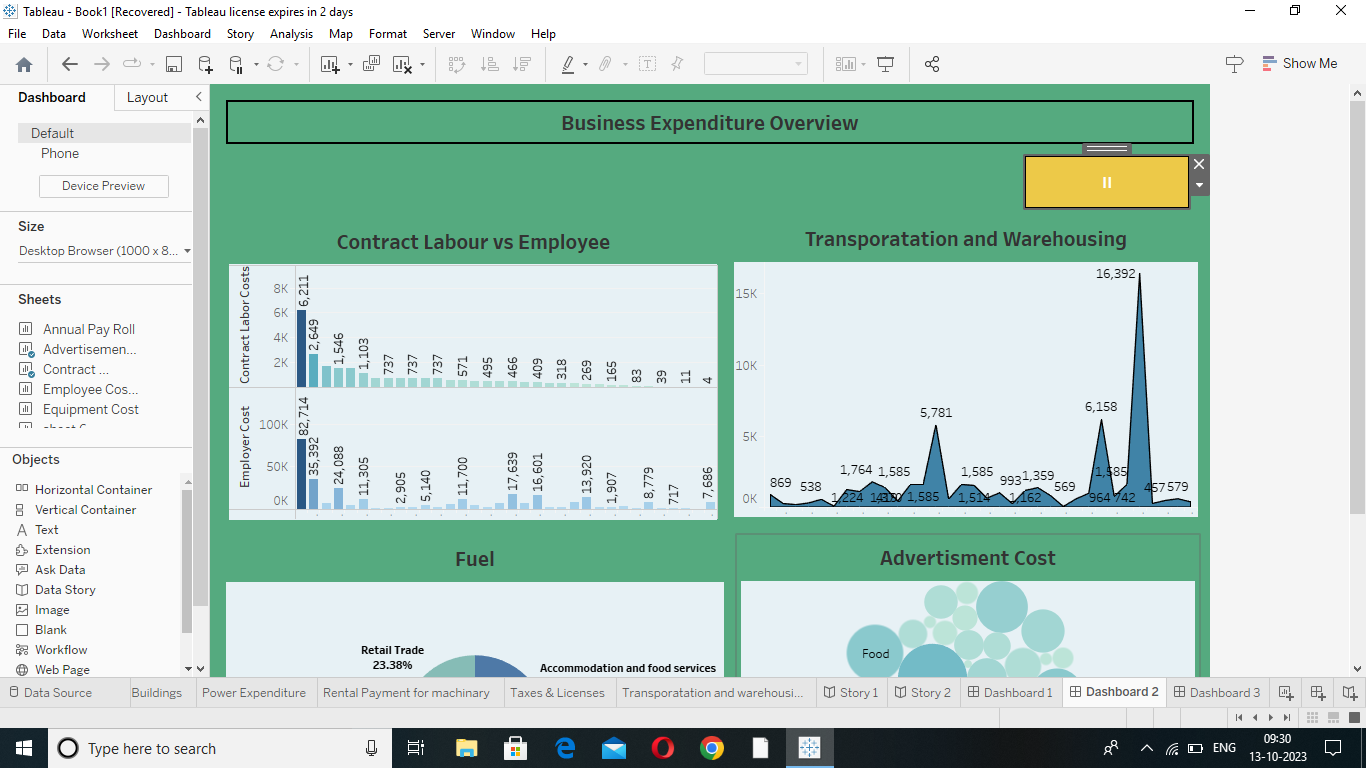 Tableau - Book1 [Recovered] - Tableau license expires in 2 days
File Data Worksheet Dashboard Story Analysis Map Format Server Window Help
Show Me
Dashboard Layout
Default
Phone
Device Preview
Size
Desktop Browser (1000 x 8...
Sheets
Annual Pay Roll
Advertisemen...
Contract ...
Employee Cos...
Equipment Cost
Objects
Horizontal Container
Vertical Container
Text
Extension
Ask Data
Data Story
Image
Blank
Workflow
Web Page
Business Expenditure Overview
II
Contract Labour vs Employee
Contract Labor Costs
8K
6K
4K
2K
6,211 2,649 1,546 1,103 737 737 737 571 495 466 409 318 269 165 83 39 11 4
Employer Cost
100K
50K
0K
82,714 35,392 24,088 11,305 2,905 5,140 11,700 17,639 16,601 13,920 1,907 8,779 717 7,686
Transporatation and Warehousing
15K
10K
5K
0K
16,392
5,781 6,158
1,764 1,585 1,585 993 1,359 1,585
869 538 569 457 579
1,224 1,585 1,514 1,162 964 742
Fuel
Retail Trade
23.38%
Accommodation and food services
Advertisment Cost
Food
Data Source Buildings Power Expenditure Rental Payment for machinary Taxes & Licenses Transporatation and warehousi... Story 1 Story 2 Dashboard 1 Dashboard 2 Dashboard 3
Type here to search
ENG
09:30
13-10-2023